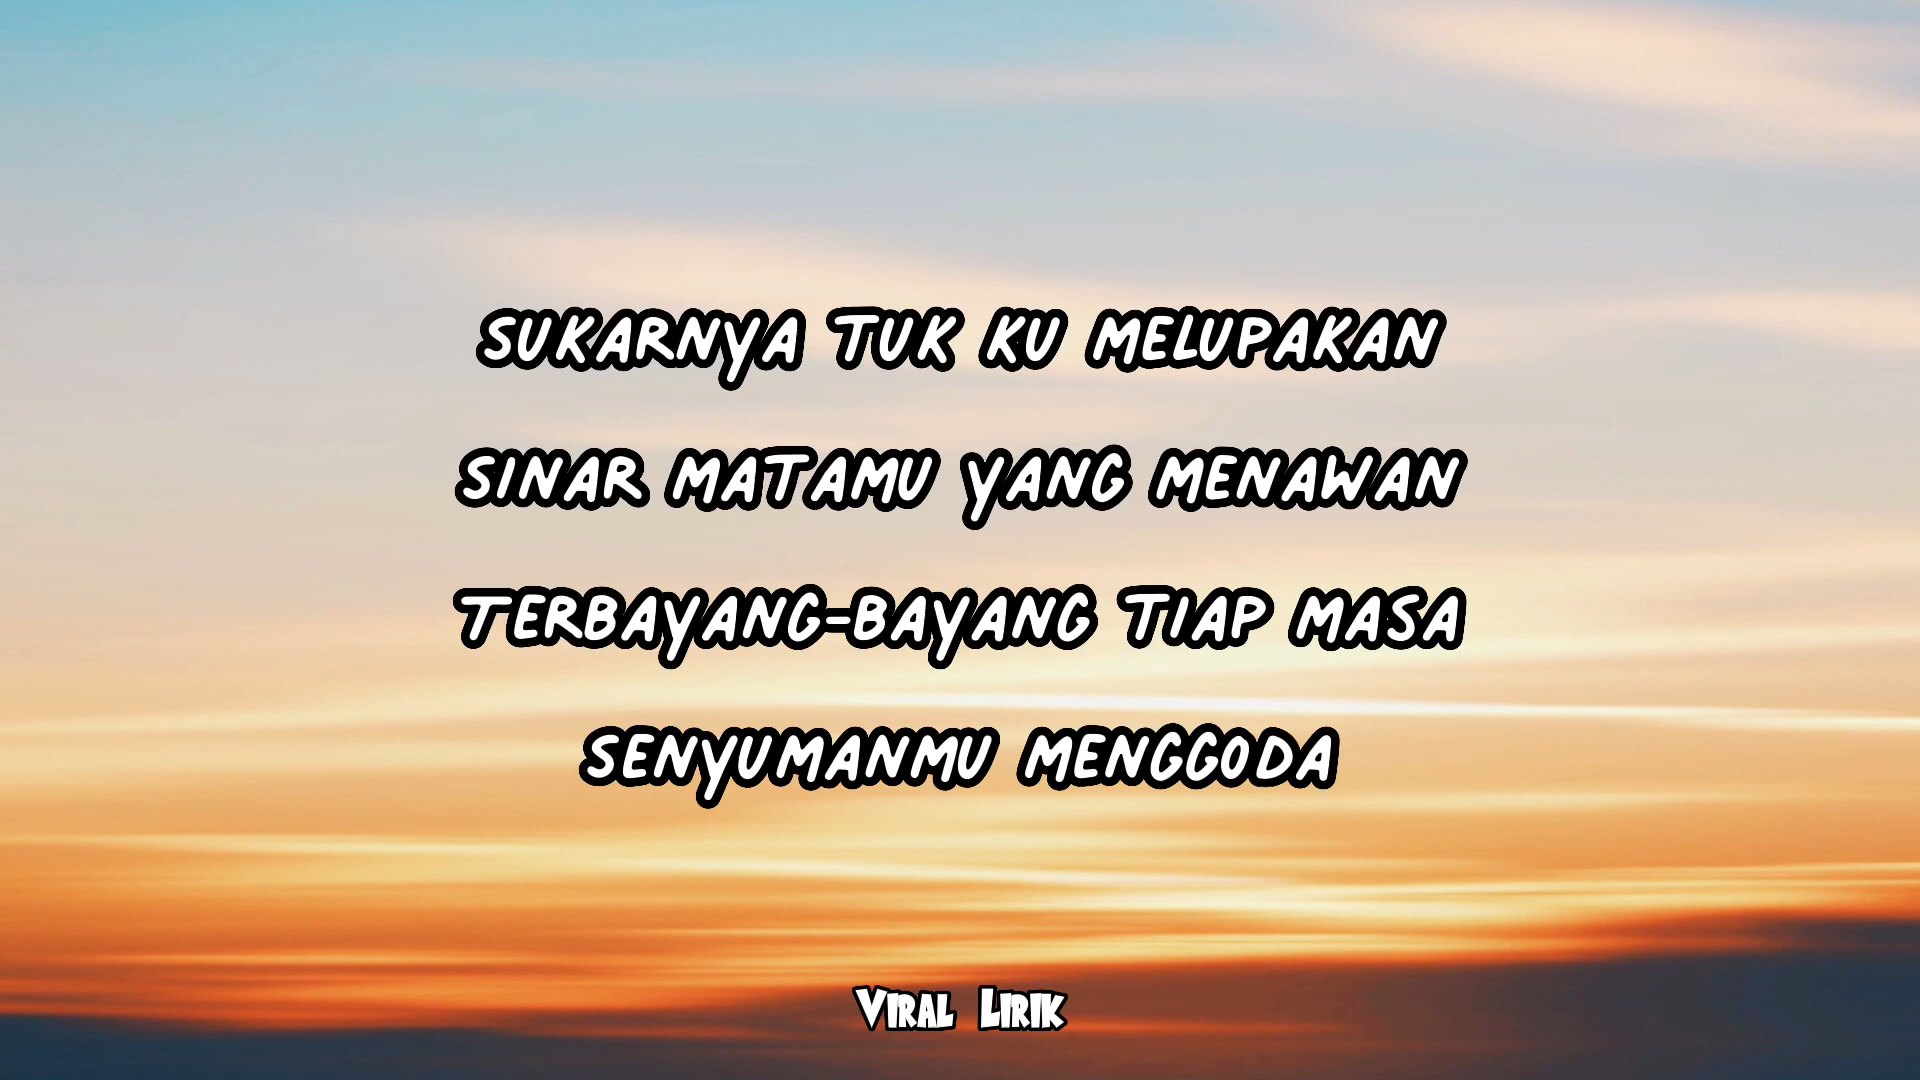 SUKARNYA TUK KU MELUPAKAN
SINAR MATAMU YANG MENAWAN
TERBAYANG-BAYANG TIAP MASA
SENYUMANMU MENGGODA
VIRAL LIRIK